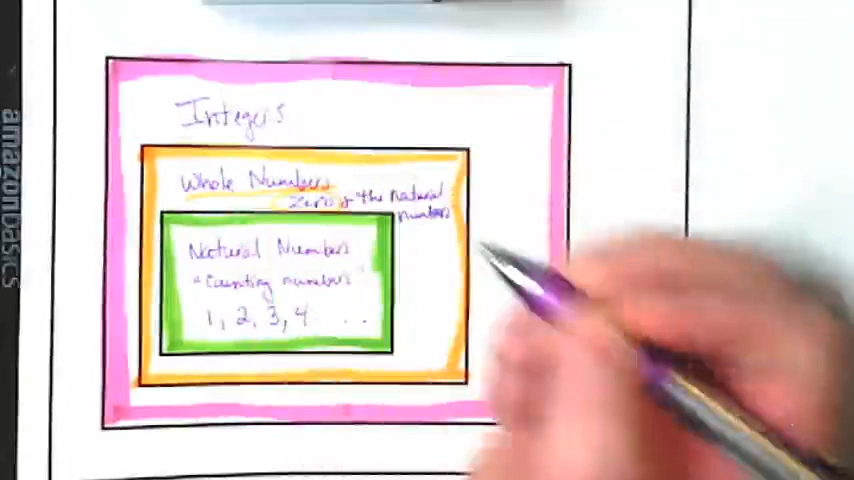 amazonbasics
Integers
Whole Numbers
Zero & the natural
numbers
Natural Numbers
"Counting numbers"
1, 2, 3, 4 . . .